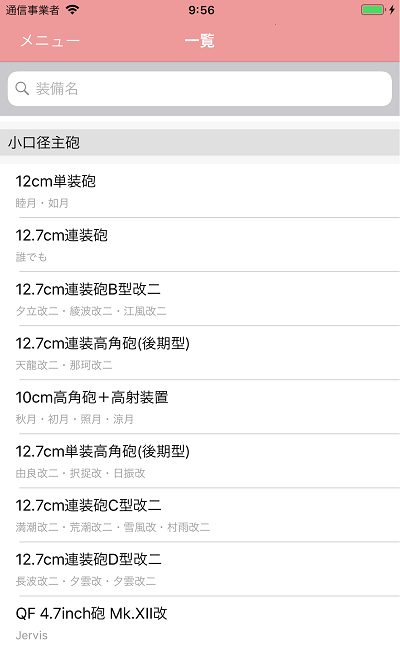 通信事業者 9:56
メニュー 一覧
装備名
小口径主砲
12cm単装砲
睦月・如月
12.7cm連装砲
誰でも
12.7cm連装砲B型改二
夕立改二・綾波改二・江風改二
12.7cm連装高角砲(後期型)
天龍改二・那珂改二
10cm高角砲＋高射装置
秋月・初月・照月・涼月
12.7cm単装高角砲(後期型)
由良改二・択捉改・日振改
12.7cm連装砲C型改二
満潮改二・荒潮改二・雪風改・村雨改二
12.7cm連装砲D型改二
長波改二・夕雲改・夕雲改二
QF 4.7inch砲 Mk.XII改
Jervis